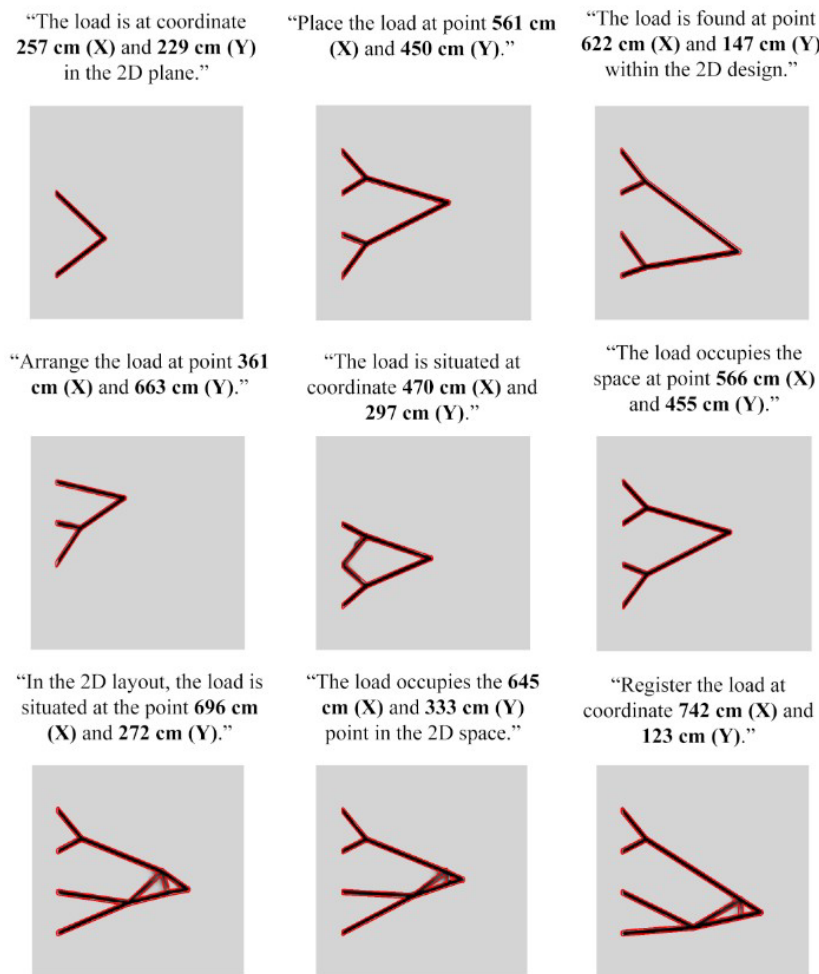 “The load is at coordinate
257 cm (X) and 229 cm (Y)
in the 2D plane.”
“Place the load at point 561 cm
(X) and 450 cm (Y).”
“The load is found at point
622 cm (X) and 147 cm (Y)
within the 2D design.”
“Arrange the load at point 361
cm (X) and 663 cm (Y).”
“The load is situated at
coordinate 470 cm (X) and
297 cm (Y).”
“The load occupies the
space at point 566 cm (X)
and 455 cm (Y).”
“In the 2D layout, the load is
situated at the point 696 cm
(X) and 272 cm (Y).”
“The load occupies the 645
cm (X) and 333 cm (Y)
point in the 2D space.”
“Register the load at
coordinate 742 cm (X) and
123 cm (Y).”